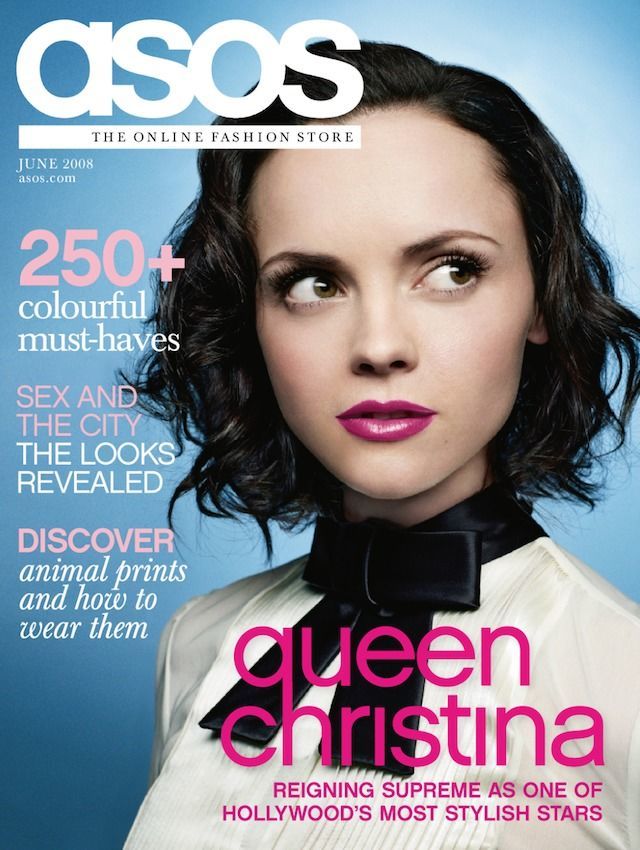 asos
THE ONLINE FASHION STORE
JUNE 2008
asos.com
250+
colourful
must-haves
SEX AND
THE CITY
THE LOOKS
REVEALED
DISCOVER
animal prints
and how to
wear them
queen
christina
REIGNING SUPREME AS ONE OF
HOLLYWOOD'S MOST STYLISH STARS